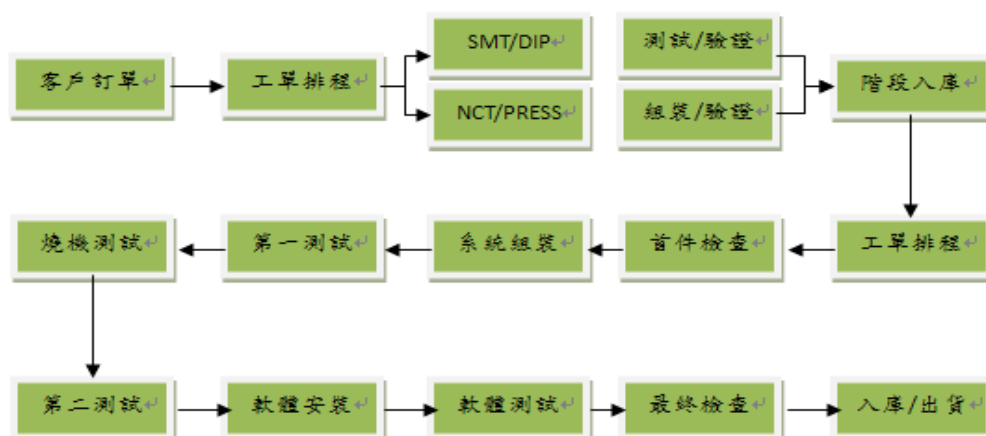 客戶訂單
工單排程
SMT/DIP
NCT/PRESS
測試/驗證
組裝/驗證
階段入庫
工單排程
首件檢查
系統組裝
第一測試
燒機測試
第二測試
軟體安裝
軟體測試
最終檢查
入庫/出貨